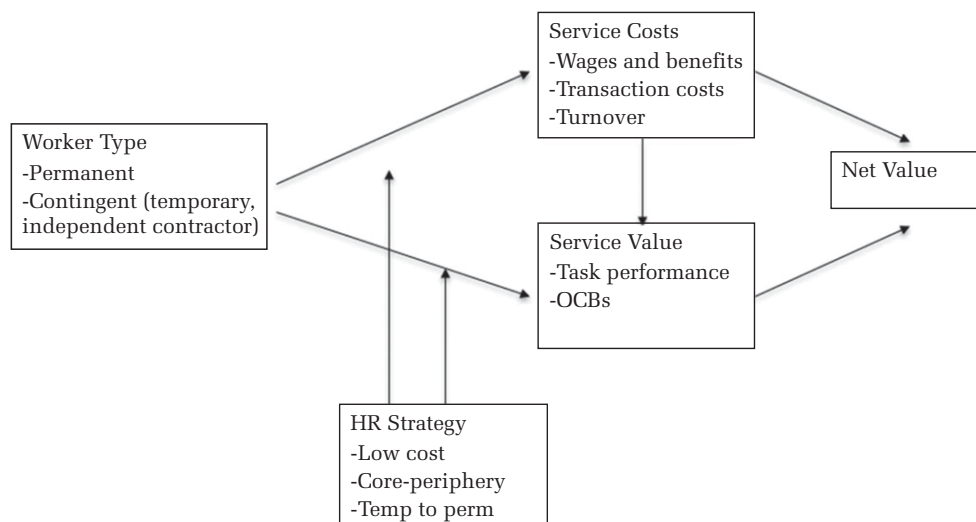 Worker Type
-Permanent
-Contingent (temporary,
independent contractor)
Service Costs
-Wages and benefits
-Transaction costs
-Turnover
Service Value
-Task performance
-OCBs
Net Value
HR Strategy
-Low cost
-Core-periphery
-Temp to perm